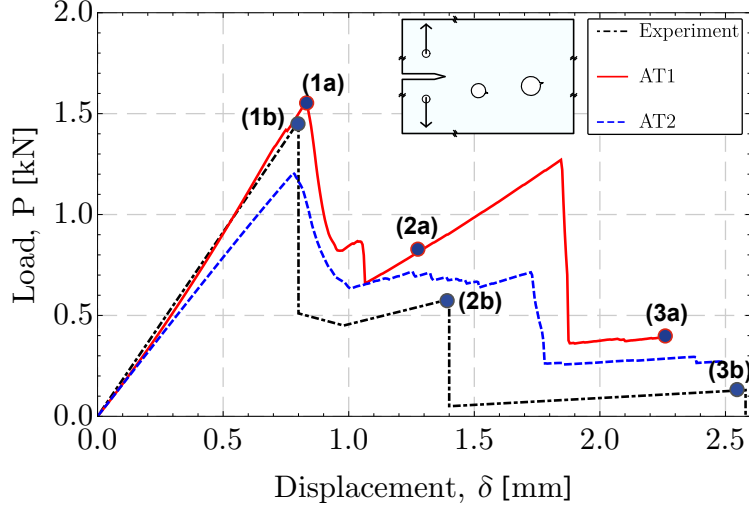 2.0
1.5
1.0
0.5
0.0
0.0
0.5
1.0
1.5
2.0
2.5
Load, P [kN]
Displacement, δ [mm]
(1a)
(1b)
(2a)
(2b)
(3a)
(3b)
Experiment
AT1
AT2